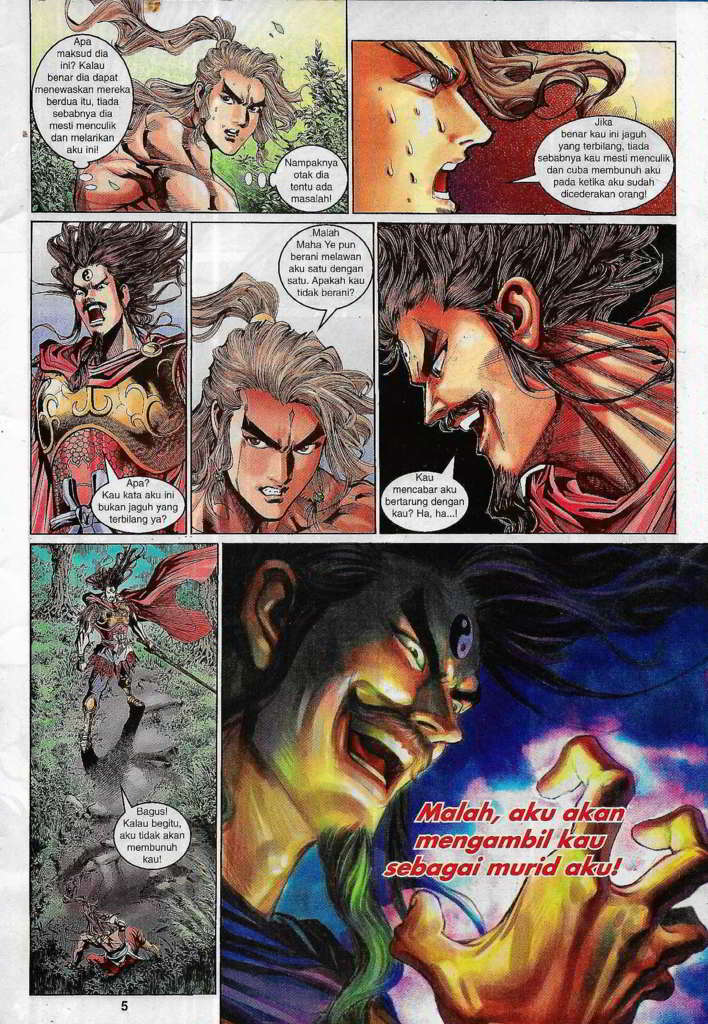 Apa
maksud dia
ini? Kalau
benar dia dapat
menewaskan mereka
berdua itu, tiada
sebabnya dia
mesti menculik
dan melarikan
aku ini!
Nampaknya
otak dia
tentu ada
masalah!
Jika
benar kau ini jaguh
yang terbilang, tiada
sebabnya kau mesti menculik
dan cuba membunuh aku
pada ketika aku sudah
dicederakan orang!
Apa?
Kau kata aku ini
bukan jaguh yang
terbilang ya?
Malah
Maha Ye pun
berani melawan
aku satu dengan
satu. Apakah kau
tidak berani?
Kau
mencabar aku
bertarung dengan
kau? Ha, ha...!
Bagus!
Kalau begitu,
aku tidak akan
membunuh
kau!
Malah, aku akan
mengambil kau
sebagai murid aku!
5